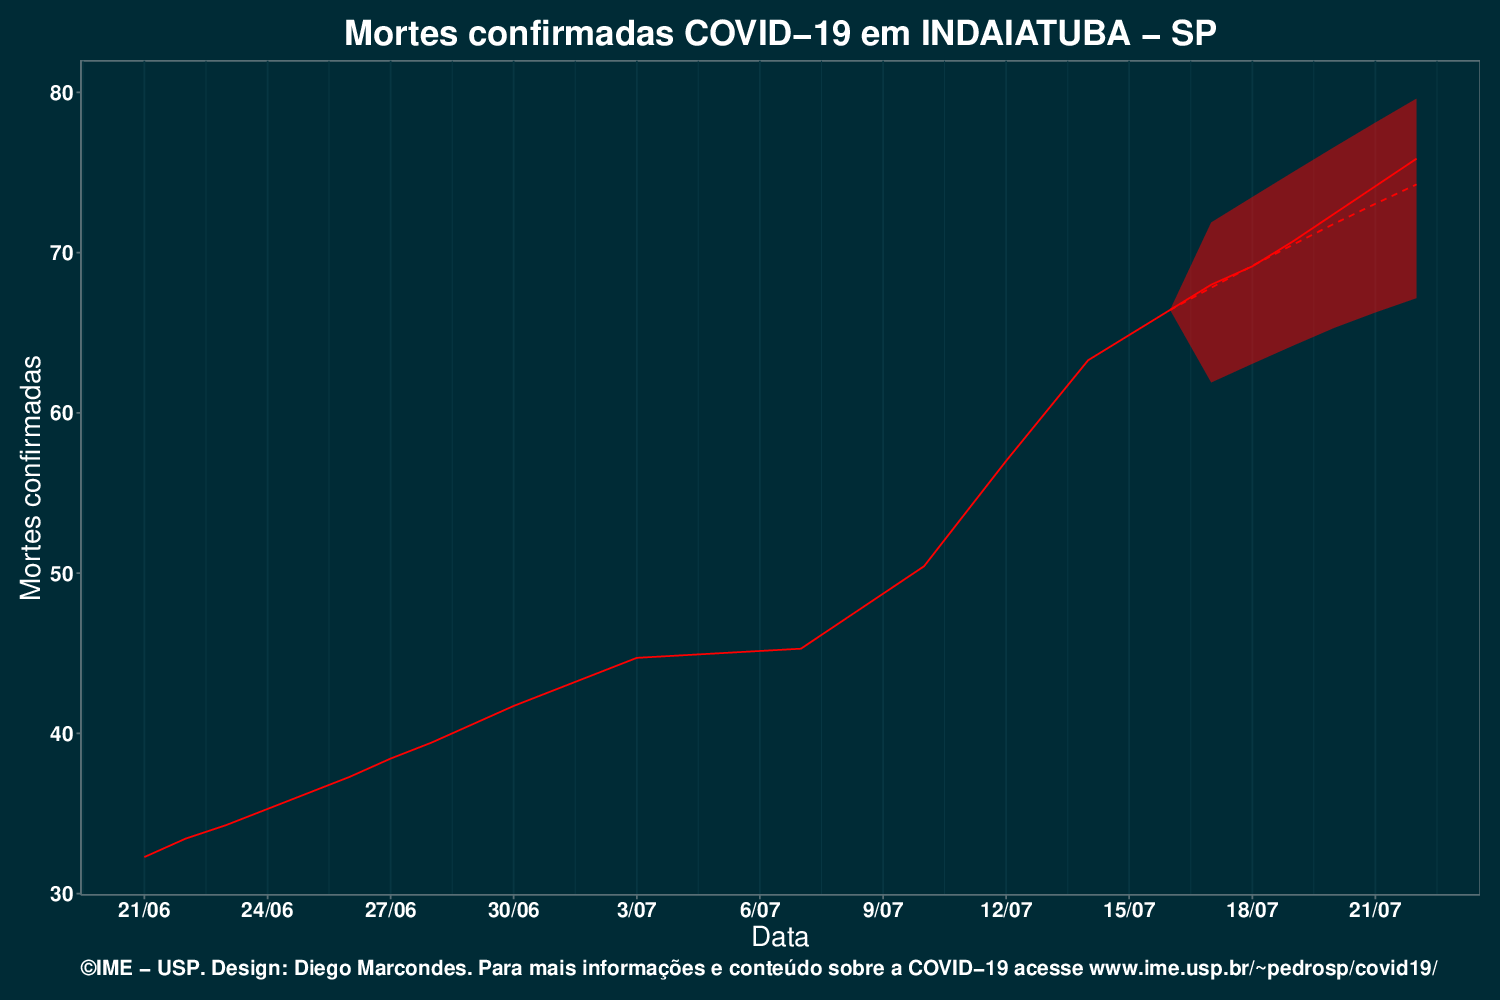 Mortes confirmadas COVID−19 em INDAIATUBA − SP
Mortes confirmadas
80
70
60
50
40
30
21/06 24/06 27/06 30/06 3/07 6/07 9/07 12/07 15/07 18/07 21/07
Data
©IME − USP. Design: Diego Marcondes. Para mais informações e conteúdo sobre a COVID−19 acesse www.ime.usp.br/~pedrosp/covid19/